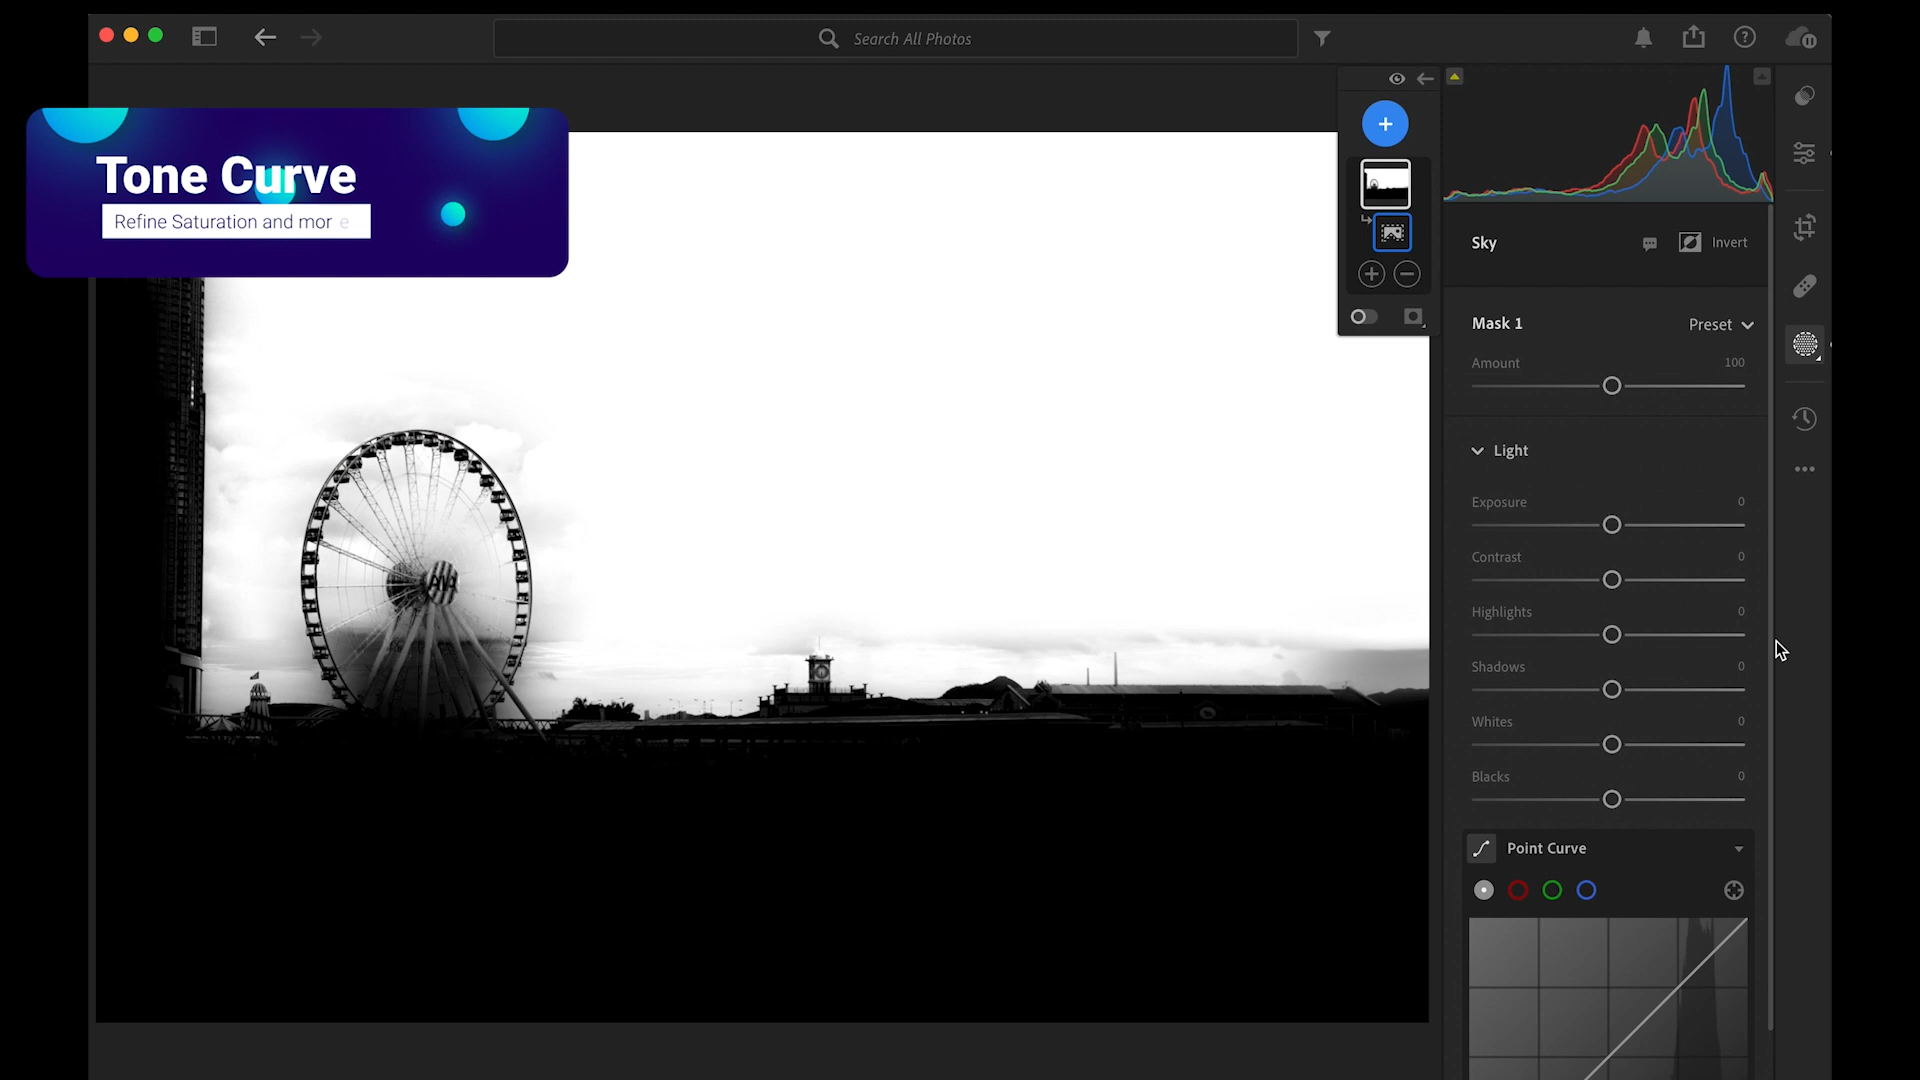 Search All Photos
Tone Curve
Refine Saturation and mor e
Sky
Invert
Mask 1
Preset
Amount
100
Light
Exposure
0
Contrast
0
Highlights
0
Shadows
0
Whites
0
Blacks
0
Point Curve